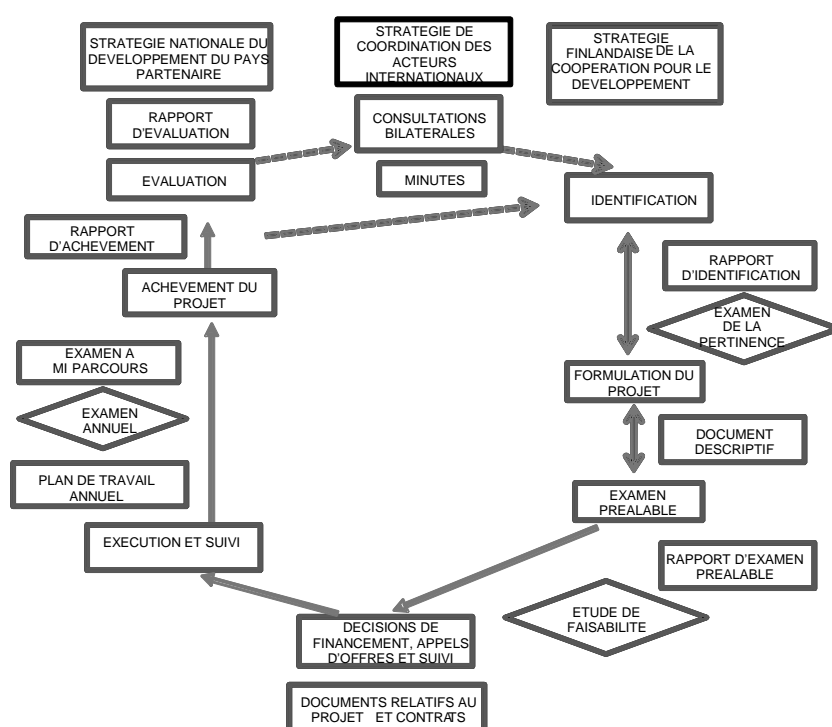 STRATEGIE NATIONALE DU
DEVELOPPEMENT DU PAYS
PARTENAIRE
STRATEGIE DE
COORDINATION DES
ACTEURS
INTERNATIONAUX
STRATEGIE
FINLANDAISE DE LA
COOPERATION POUR LE
DEVELOPPEMENT
RAPPORT
D'EVALUATION
CONSULTATIONS
BILATERALES
EVALUATION
MINUTES
IDENTIFICATION
RAPPORT
D'ACHEVEMENT
RAPPORT
D'IDENTIFICATION
ACHEVEMENT DU
PROJET
EXAMEN
DE LA
PERTINENCE
EXAMEN A
MI PARCOURS
FORMULATION DU
PROJET
EXAMEN
ANNUEL
DOCUMENT
DESCRIPTIF
PLAN DE TRAVAIL
ANNUEL
EXAMEN
PREALABLE
EXECUTION ET SUIVI
RAPPORT D'EXAMEN
PREALABLE
ETUDE DE
FAISABILITE
DECISIONS DE
FINANCEMENT, APPELS
D'OFFRES ET SUIVI
DOCUMENTS RELATIFS AU
PROJET ET CONTRATS